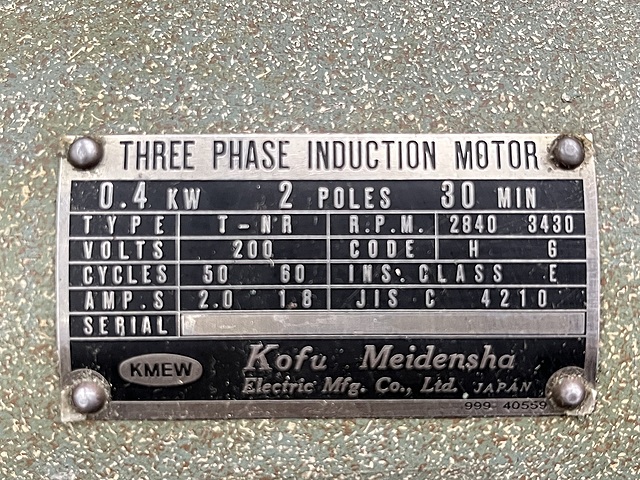 THREE PHASE INDUCTION MOTOR
0.4 KW 2 POLES 30 MIN
TYPE T-NR R.P.M. 2840 3430
VOLTS 200 CODE H G
CYCLES 50 60 INS. CLASS E
AMP.S 2.0 1.8 JIS C 4210
SERIAL
KMEW Kofu Meidensha
Electric Mfg. Co., Ltd. JAPAN
999-40559